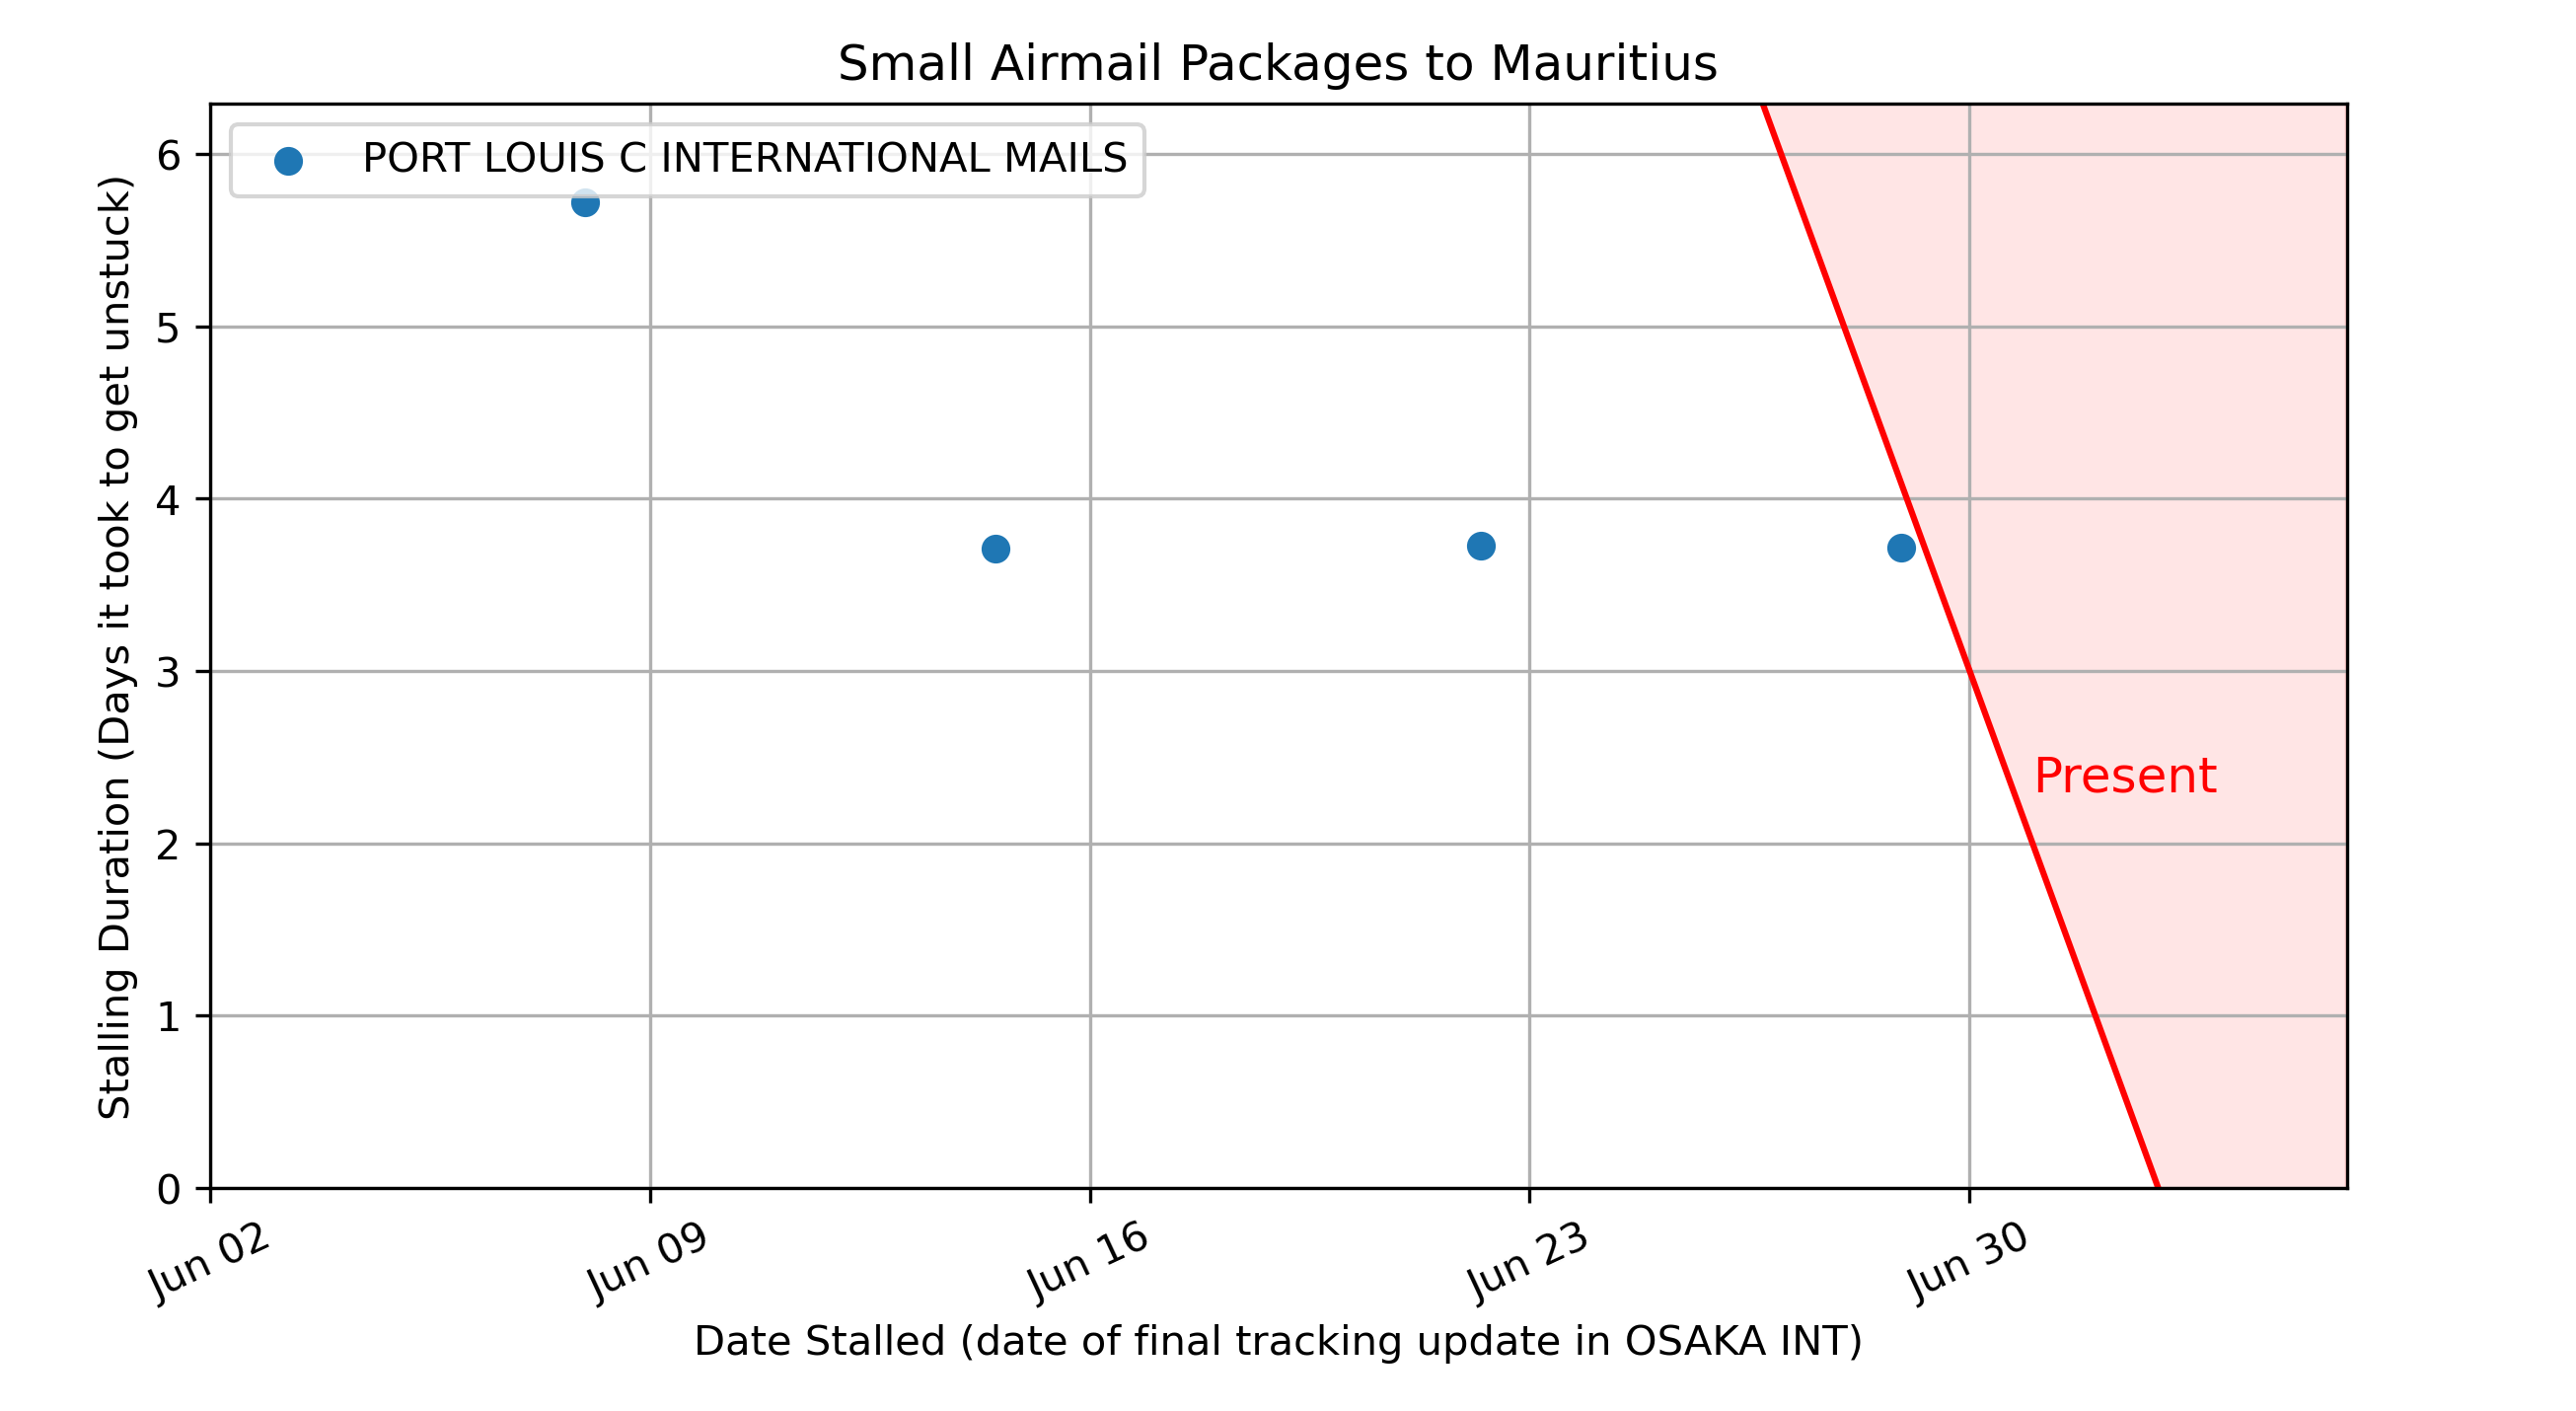 Small Airmail Packages to Mauritius
PORT LOUIS C INTERNATIONAL MAILS
Stalling Duration (Days it took to get unstuck)
6
5
4
3
2
1
0
Present
Jun 02
Jun 09
Jun 16
Jun 23
Jun 30
Date Stalled (date of final tracking update in OSAKA INT)